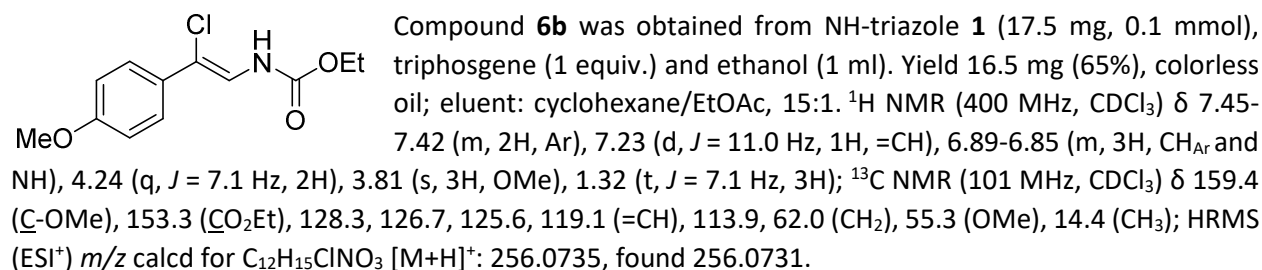 Cl
H
N
OEt
O
MeO
Compound 6b was obtained from NH-triazole 1 (17.5 mg, 0.1 mmol),
triphosgene (1 equiv.) and ethanol (1 ml). Yield 16.5 mg (65%), colorless
oil; eluent: cyclohexane/EtOAc, 15:1. ¹H NMR (400 MHz, CDCl₃) δ 7.45-
7.42 (m, 2H, Ar), 7.23 (d, J = 11.0 Hz, 1H, =CH), 6.89-6.85 (m, 3H, CH_Ar and
NH), 4.24 (q, J = 7.1 Hz, 2H), 3.81 (s, 3H, OMe), 1.32 (t, J = 7.1 Hz, 3H); ¹³C NMR (101 MHz, CDCl₃) δ 159.4
(C-OMe), 153.3 (CO₂Et), 128.3, 126.7, 125.6, 119.1 (=CH), 113.9, 62.0 (CH₂), 55.3 (OMe), 14.4 (CH₃); HRMS
(ESI⁺) m/z calcd for C₁₂H₁₅ClNO₃ [M+H]⁺: 256.0735, found 256.0731.